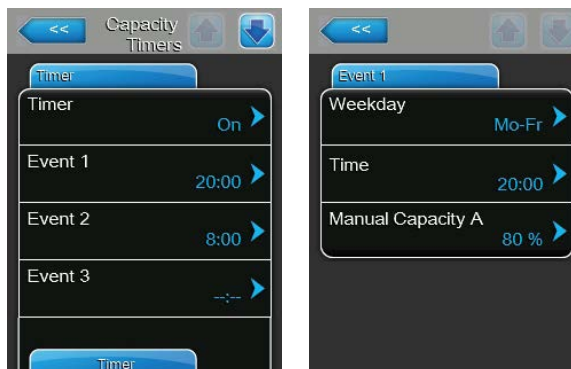 <<
Capacity
Timers
Timer
Timer
On
Event 1
20:00
Event 2
8:00
Event 3
--:--
Timer
<<
Event 1
Weekday
Mo-Fr
Time
20:00
Manual Capacity A
80 %